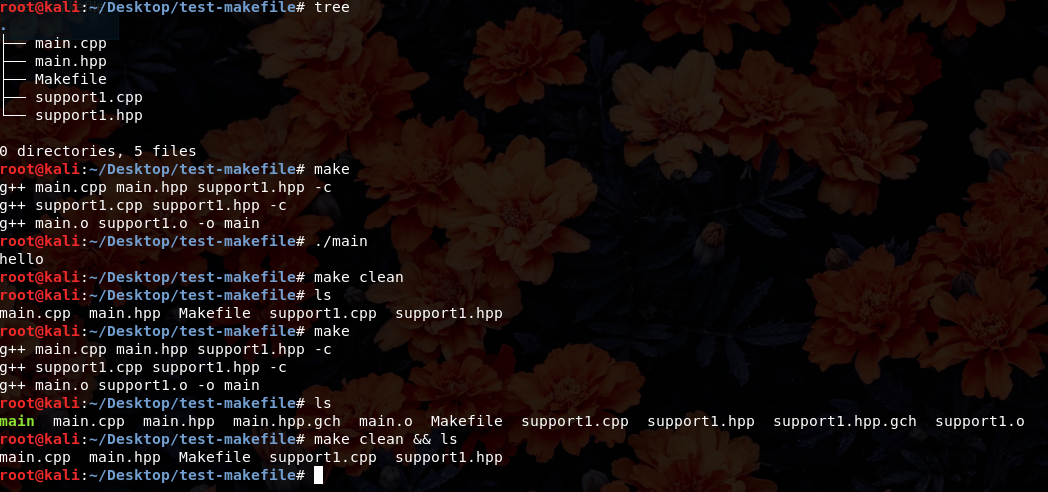 root@kali:~/Desktop/test-makefile# tree
.
├── main.cpp
├── main.hpp
├── Makefile
├── support1.cpp
└── support1.hpp
0 directories, 5 files
root@kali:~/Desktop/test-makefile# make
g++ main.cpp main.hpp support1.hpp -c
g++ support1.cpp support1.hpp -c
g++ main.o support1.o -o main
root@kali:~/Desktop/test-makefile# ./main
hello
root@kali:~/Desktop/test-makefile# make clean
root@kali:~/Desktop/test-makefile# ls
main.cpp  main.hpp  Makefile  support1.cpp  support1.hpp
root@kali:~/Desktop/test-makefile# make
g++ main.cpp main.hpp support1.hpp -c
g++ support1.cpp support1.hpp -c
g++ main.o support1.o -o main
root@kali:~/Desktop/test-makefile# ls
main  main.cpp  main.hpp  main.hpp.gch  main.o  Makefile  support1.cpp  support1.hpp  support1.hpp.gch  support1.o
root@kali:~/Desktop/test-makefile# make clean && ls
main.cpp  main.hpp  Makefile  support1.cpp  support1.hpp
root@kali:~/Desktop/test-makefile#